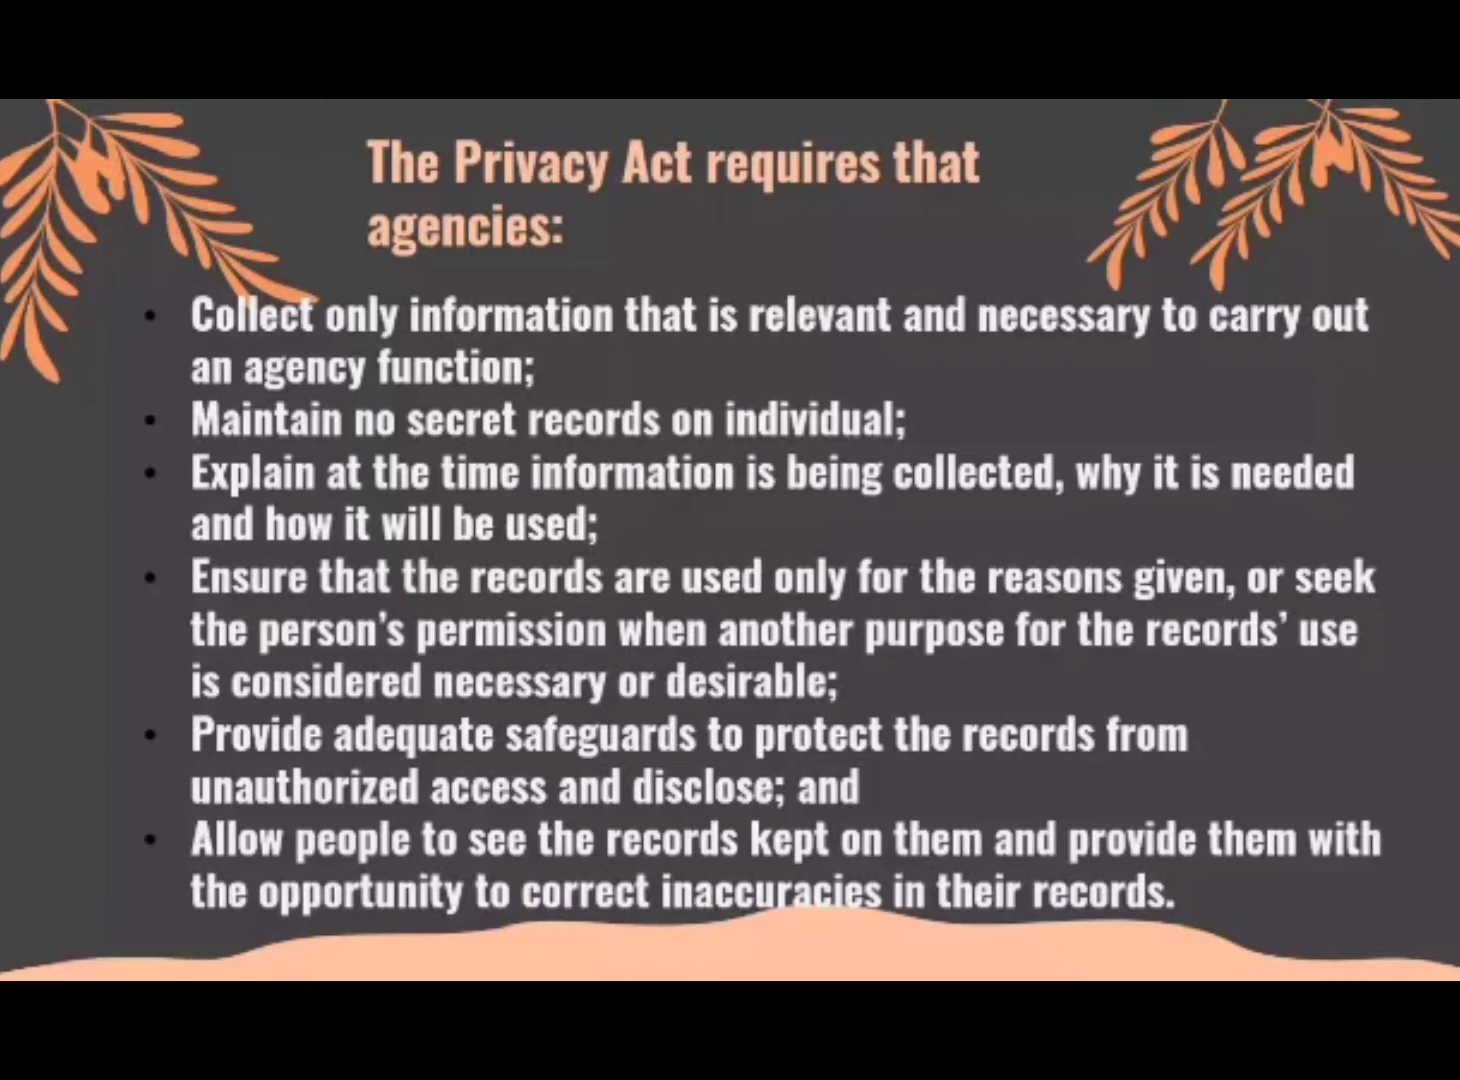 The Privacy Act requires that
agencies:
• Collect only information that is relevant and necessary to carry out
an agency function;
• Maintain no secret records on individual;
• Explain at the time information is being collected, why it is needed
and how it will be used;
• Ensure that the records are used only for the reasons given, or seek
the person’s permission when another purpose for the records’ use
is considered necessary or desirable;
• Provide adequate safeguards to protect the records from
unauthorized access and disclose; and
• Allow people to see the records kept on them and provide them with
the opportunity to correct inaccuracies in their records.